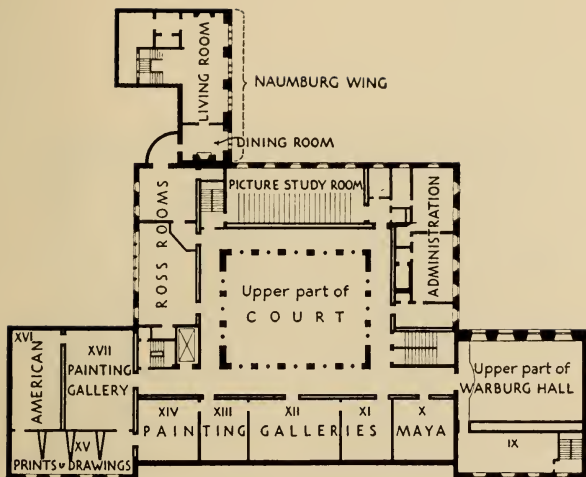 LIVING ROOM
NAUMBURG WING
DINING ROOM
PICTURE STUDY ROOM
ROSS ROOMS
ADMINISTRATION
Upper part of
COURT
XVI
AMERICAN
XVII
PAINTING
GALLERY
XV
PRINTS & DRAWINGS
XIV XIII XII XI
PAINTING GALLERIES
X
MAYA
Upper part of
WARBURG HALL
IX